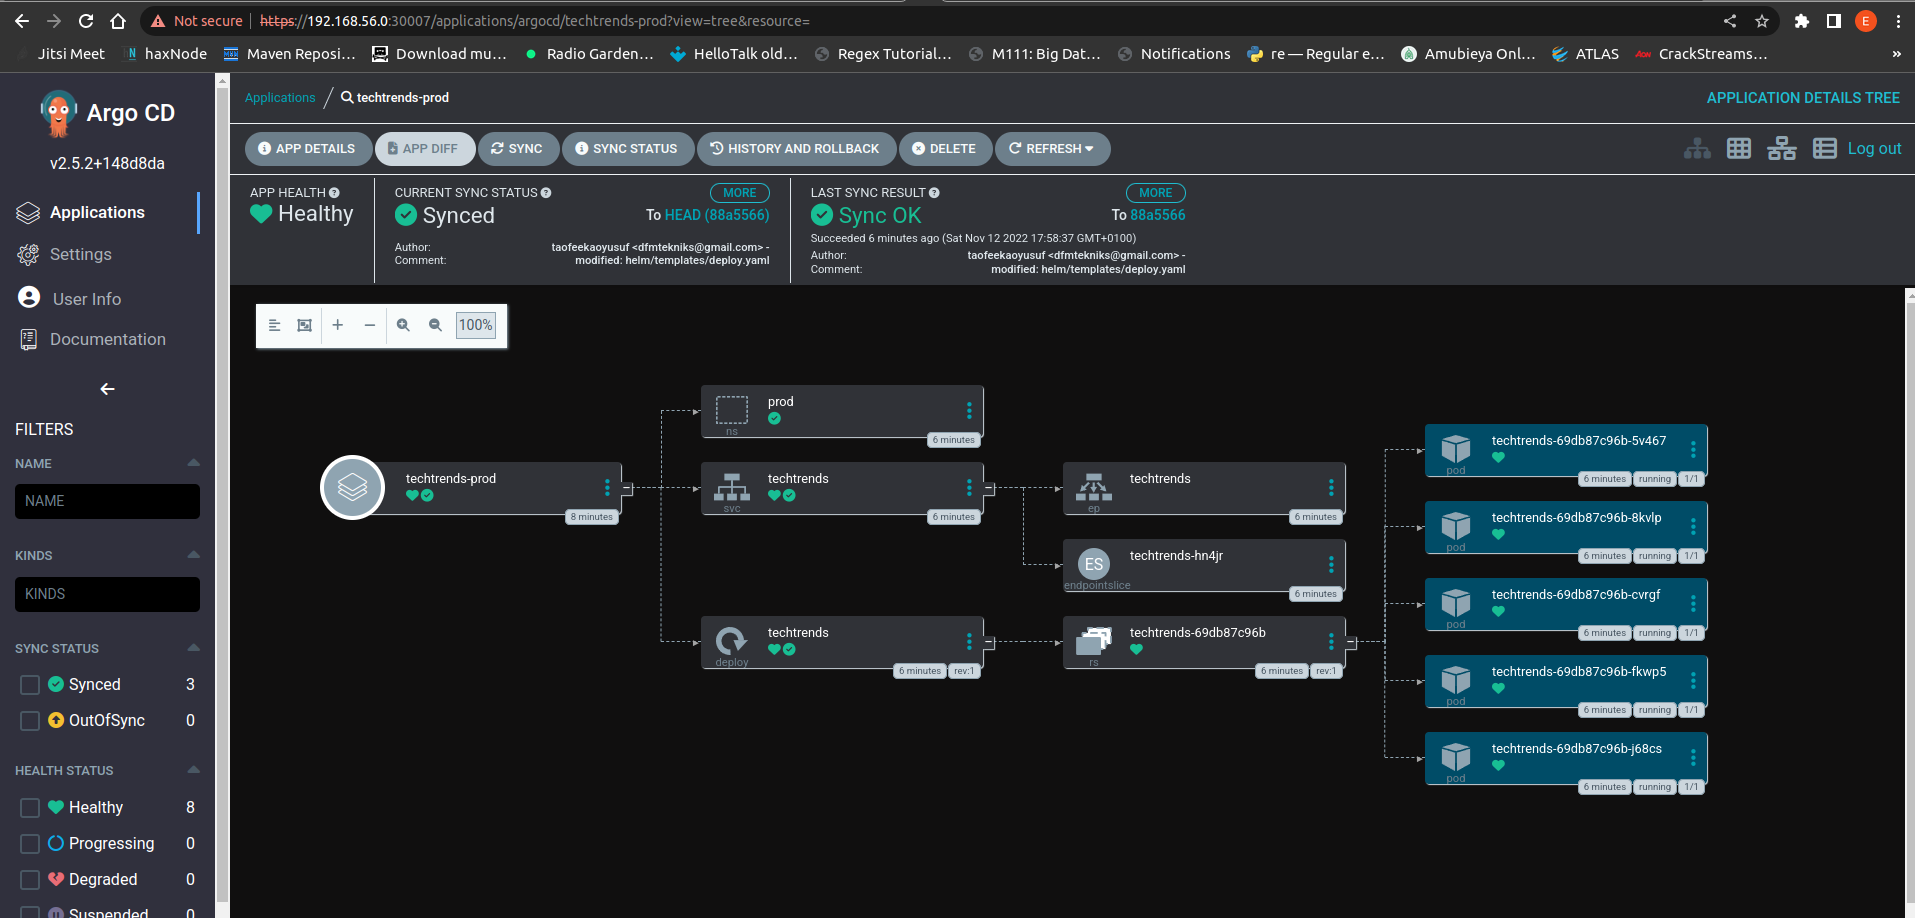 Not secure | https://192.168.56.0:30007/applications/argocd/techtrends-prod?view=tree&resource=
E
Jitsi Meet
haxNode
Maven Reposi…
Download mu…
Radio Garden…
HelloTalk old…
Regex Tutorial…
M111: Big Dat…
Notifications
re — Regular e…
Amubieya Onl…
ATLAS
CrackStreams…
»
Argo CD
v2.5.2+148d8da
Applications
Settings
User Info
Documentation
FILTERS
NAME
NAME
KINDS
KINDS
SYNC STATUS
Synced 3
OutOfSync 0
HEALTH STATUS
Healthy 8
Progressing 0
Degraded 0
Suspended 0
Applications / techtrends-prod
APPLICATION DETAILS TREE
APP DETAILS
APP DIFF
SYNC
SYNC STATUS
HISTORY AND ROLLBACK
DELETE
REFRESH
Log out
APP HEALTH
Healthy
CURRENT SYNC STATUS
MORE
Synced
To HEAD (88a5566)
Author: taofeekaoyusuf <dfmtekniks@gmail.com> -
Comment: modified: helm/templates/deploy.yaml
LAST SYNC RESULT
MORE
Sync OK
To 88a5566
Succeeded 6 minutes ago (Sat Nov 12 2022 17:58:37 GMT+0100)
Author: taofeekaoyusuf <dfmtekniks@gmail.com> -
Comment: modified: helm/templates/deploy.yaml
100%
techtrends-prod
8 minutes
prod
ns
6 minutes
techtrends
svc
6 minutes
techtrends
deploy
6 minutes rev:1
techtrends
ep
6 minutes
ES
techtrends-hn4jr
endpointslice
6 minutes
techtrends-69db87c96b
rs
6 minutes rev:1
techtrends-69db87c96b-5v467
pod
6 minutes running 1/1
techtrends-69db87c96b-8kvlp
pod
6 minutes running 1/1
techtrends-69db87c96b-cvrgf
pod
6 minutes running 1/1
techtrends-69db87c96b-fkwp5
pod
6 minutes running 1/1
techtrends-69db87c96b-j68cs
pod
6 minutes running 1/1